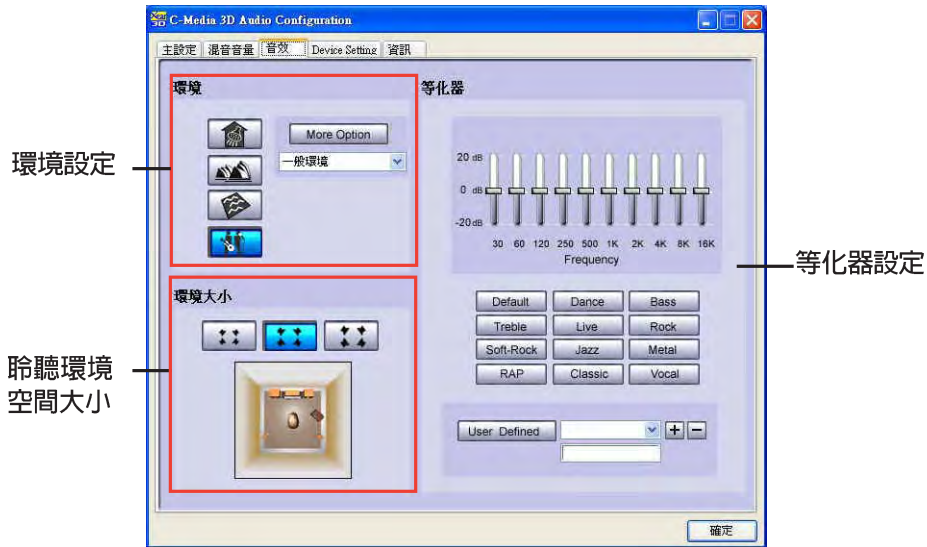 C-Media 3D Audio Configuration
主設定 混音音量 音效 Device Setting 資訊
環境
More Option
一般環境
環境設定
環境大小
聆聽環境
空間大小
等化器
20 dB
0 dB
-20 dB
30 60 120 250 500 1K 2K 4K 8K 16K
Frequency
等化器設定
Default Dance Bass
Treble Live Rock
Soft-Rock Jazz Metal
RAP Classic Vocal
User Defined
確定